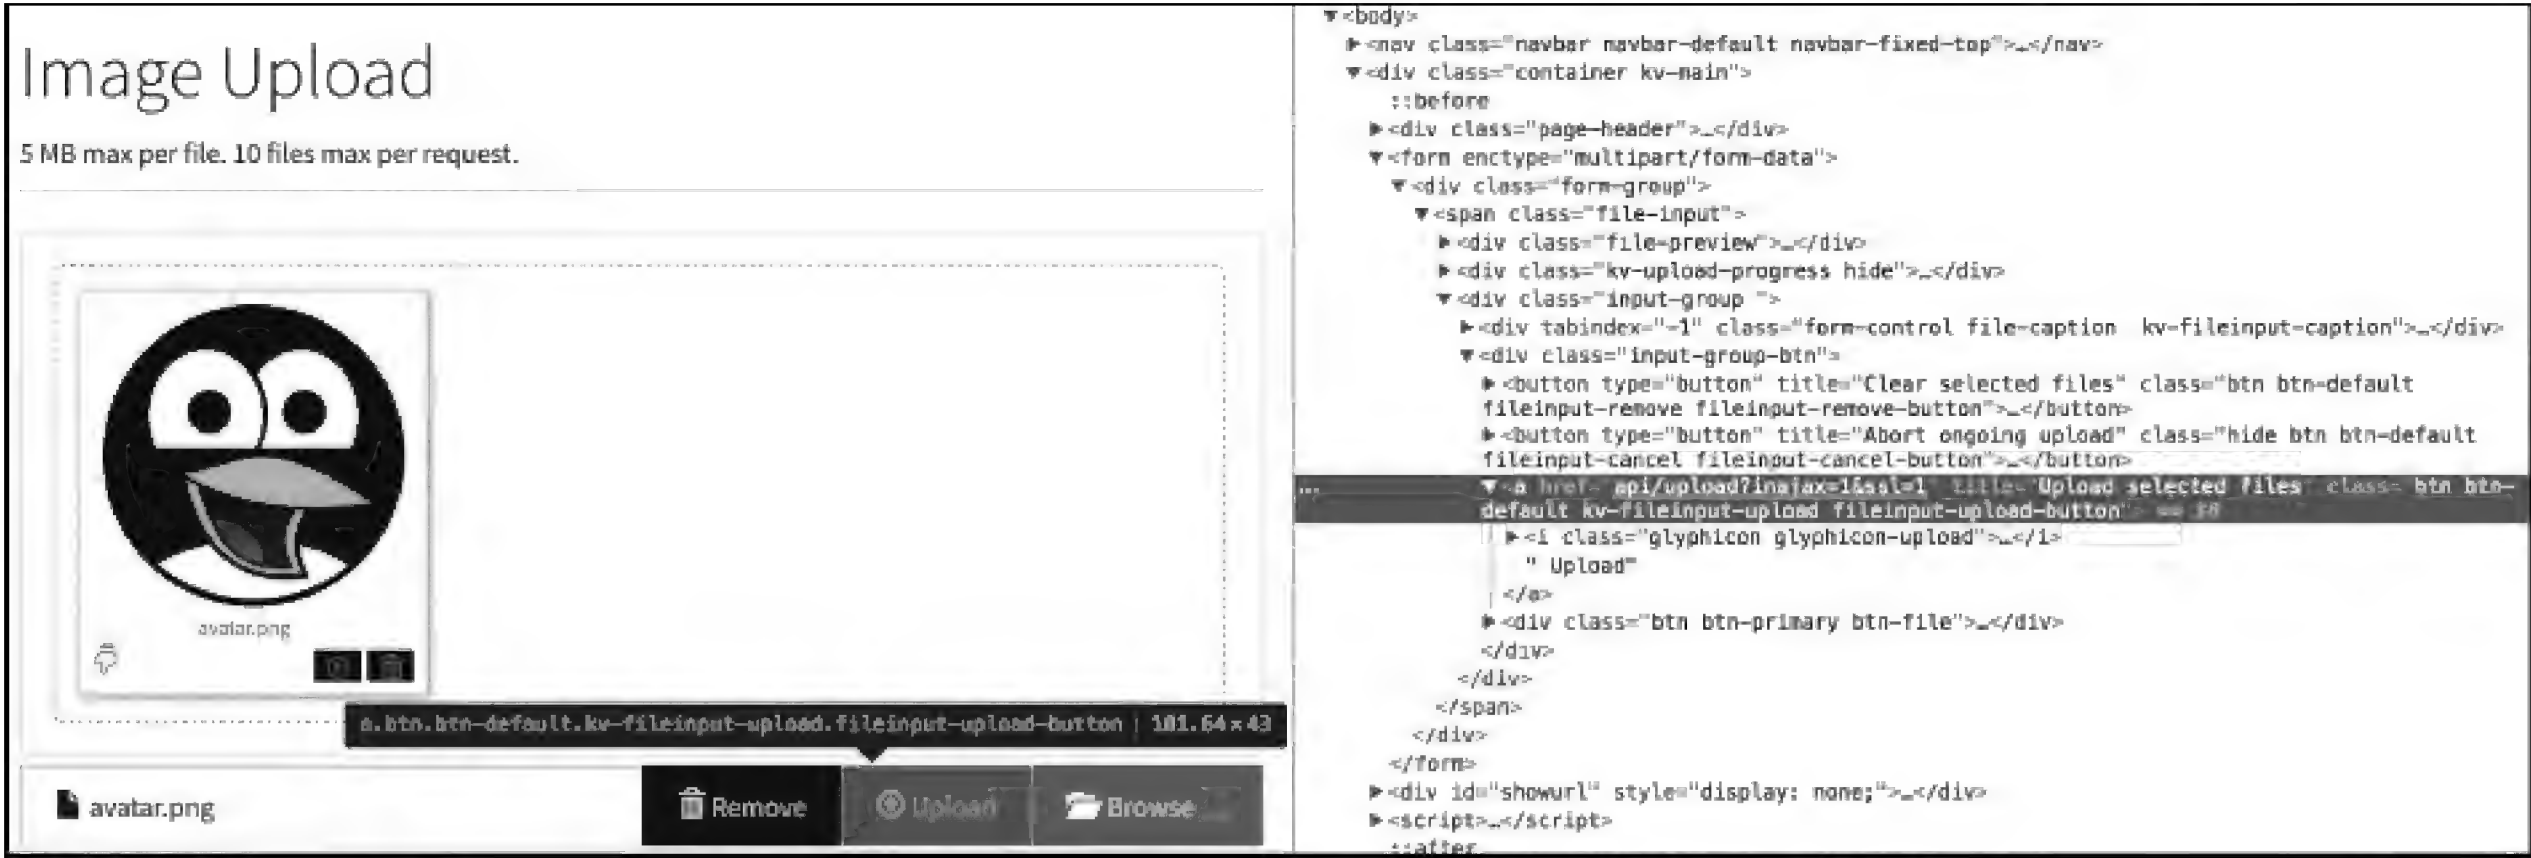 Image Upload
5 MB max per file. 10 files max per request.
avatar.png
a.btn.btn-default.kv-fileinput-upload.fileinput-upload-button | 101.64×43
avatar.png
Remove
Upload
Browse
▼<body>
▶<nav class="navbar navbar-default navbar-fixed-top">…</nav>
▼<div class="container kv-main">
::before
▶<div class="page-header">…</div>
▼<form enctype="multipart/form-data">
▼<div class="form-group">
▼<span class="file-input">
▶<div class="file-preview">…</div>
▶<div class="kv-upload-progress hide">…</div>
▼<div class="input-group ">
▶<div tabindex="-1" class="form-control file-caption  kv-fileinput-caption">…</div>
▼<div class="input-group-btn">
▶<button type="button" title="Clear selected files" class="btn btn-default
fileinput-remove fileinput-remove-button">…</button>
▶<button type="button" title="Abort ongoing upload" class="hide btn btn-default
fileinput-cancel fileinput-cancel-button">…</button>
… ▼<a href="api/upload?inajax=1&ssl=1" title="Upload selected files" class="btn btn-
default kv-fileinput-upload fileinput-upload-button"> == $0
▶<i class="glyphicon glyphicon-upload">…</i>
" Upload"
</a>
▶<div class="btn btn-primary btn-file">…</div>
</div>
</div>
</span>
</div>
</form>
▶<div id="showurl" style="display: none;">…</div>
▶<script>…</script>
::after